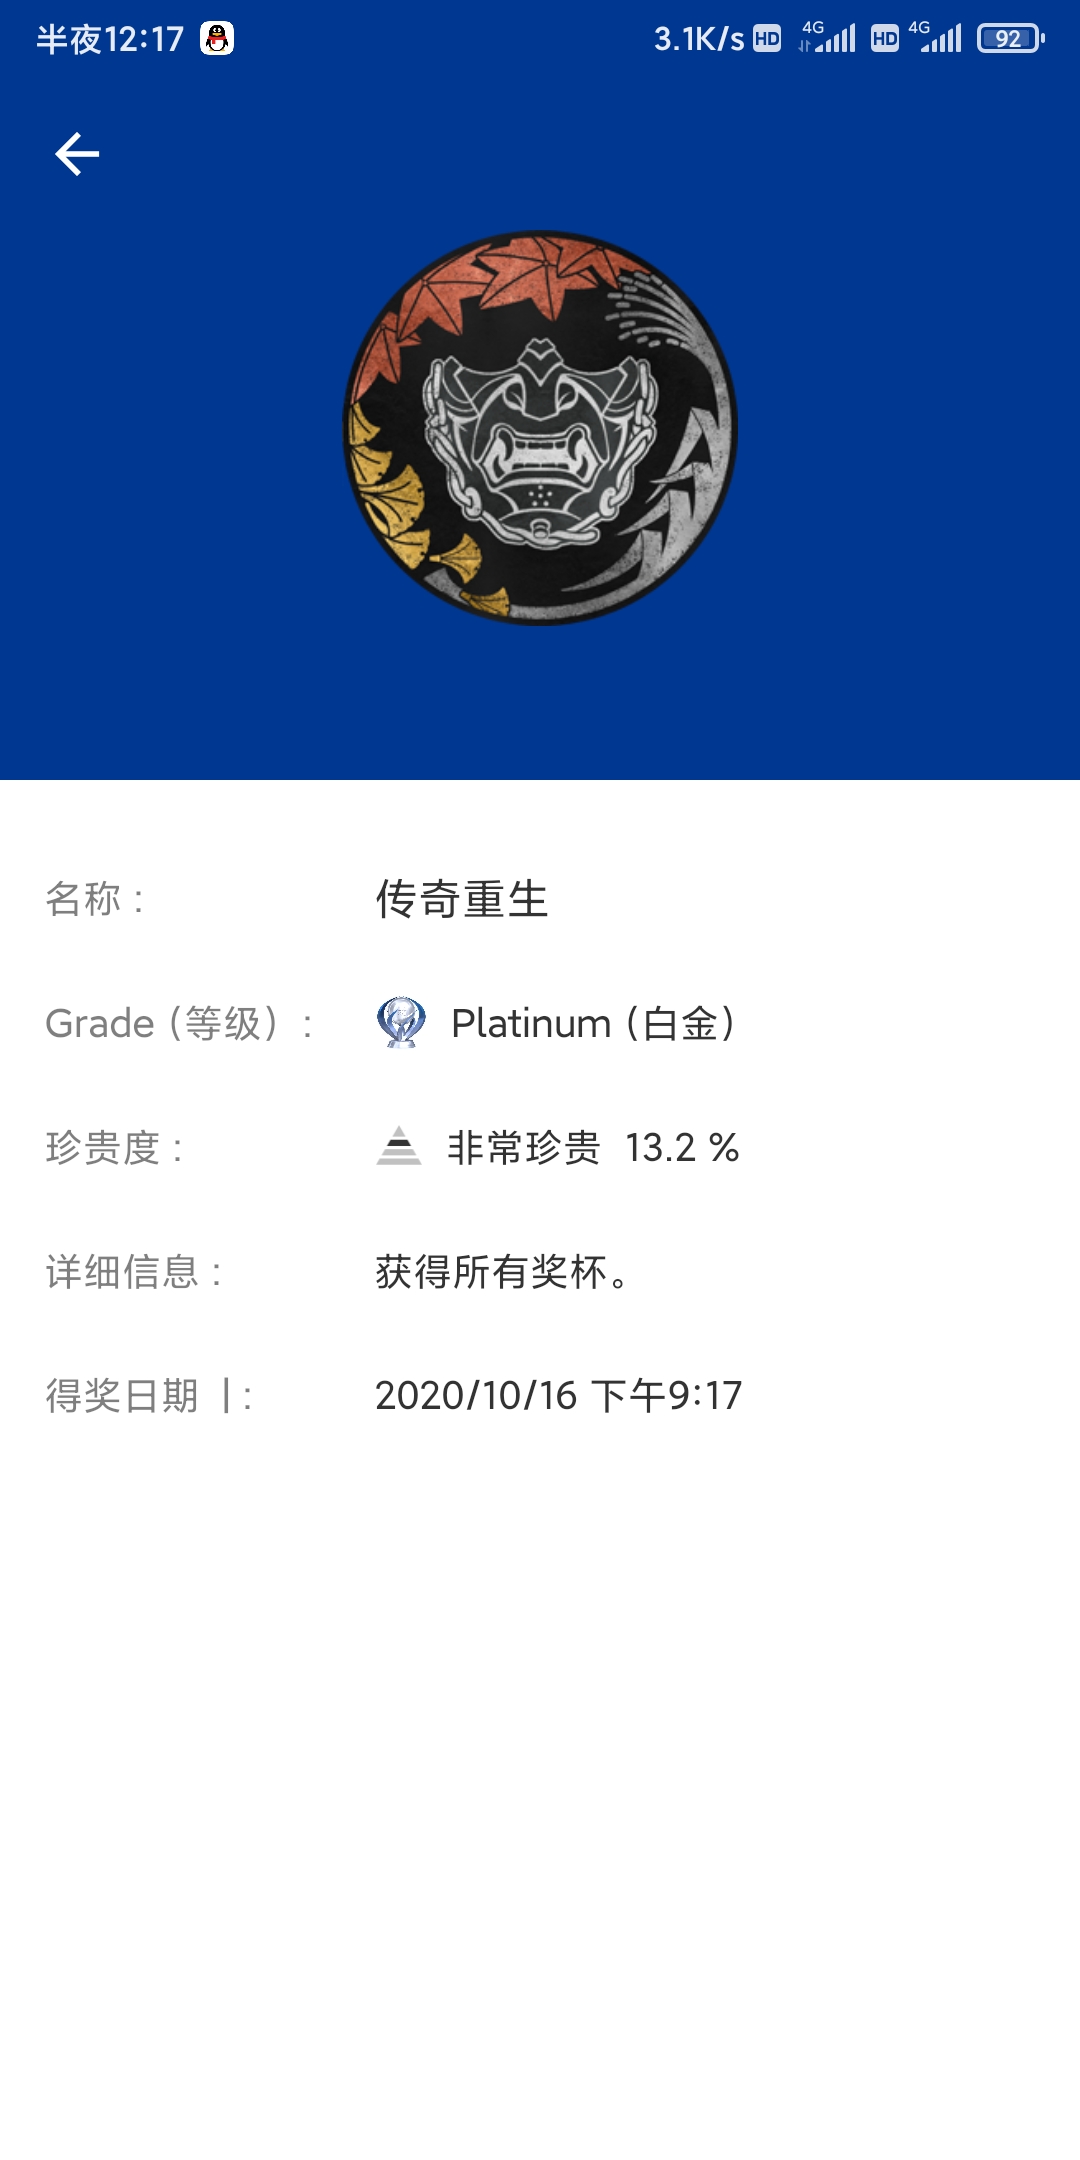 半夜12:17 3.1K/s HD 4G HD 4G 92
名称 : 传奇重生
Grade (等级) : Platinum (白金)
珍贵度 : 非常珍贵 13.2 %
详细信息 : 获得所有奖杯。
得奖日期 | : 2020/10/16 下午9:17